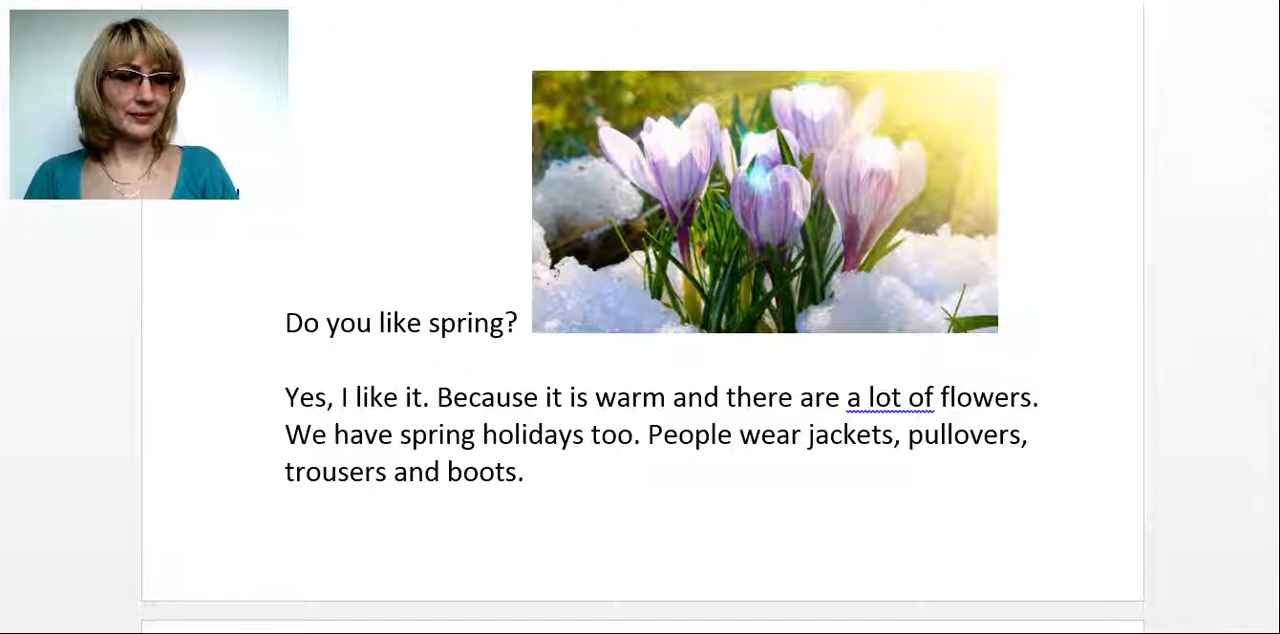 Do you like spring?
Yes, I like it. Because it is warm and there are a lot of flowers.
We have spring holidays too. People wear jackets, pullovers,
trousers and boots.